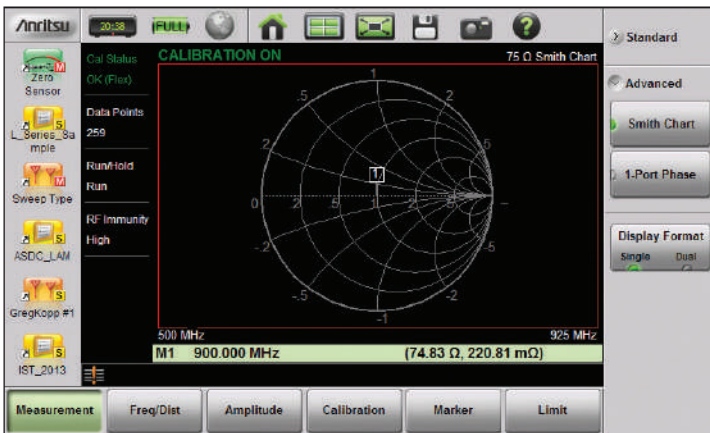 Anritsu
20:38
FULL
Zero
Sensor
M
L_Series_Sa
mple
S
Sweep Type
M
ASDC_LAM
S
GregKopp #1
S
IST_2013
S
Cal Status
OK (Flex)
Data Points
259
Run/Hold
Run
RF Immunity
High
CALIBRATION ON
75 Ω Smith Chart
1
.5
2
.2
5
0
.2
.5
1
2
5
-.2
-5
-.5
-2
-1
500 MHz
925 MHz
M1 900.000 MHz (74.83 Ω, 220.81 mΩ)
Standard
Advanced
Smith Chart
1-Port Phase
Display Format
Single Dual
Measurement
Freq/Dist
Amplitude
Calibration
Marker
Limit